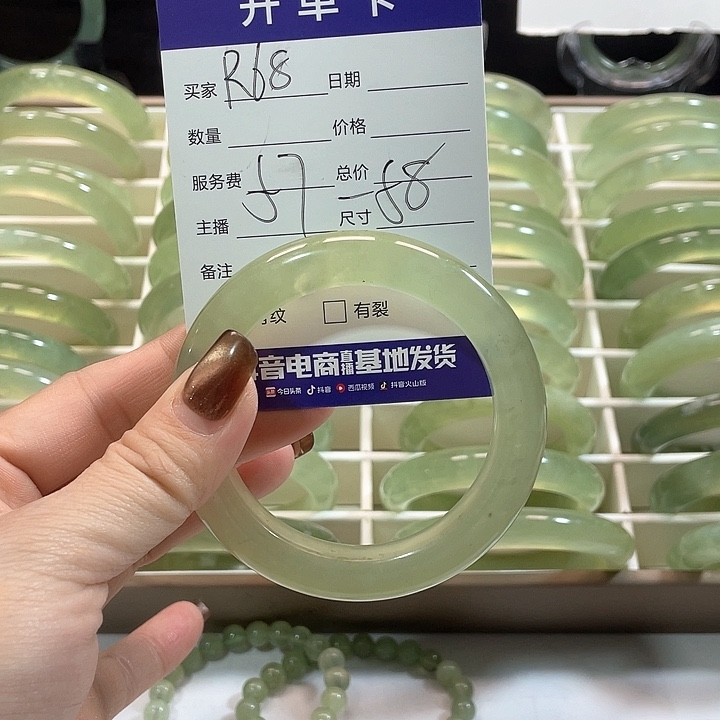 开单卡
买家 R68 日期
数量 价格
服务费 57 总价 -58
主播 尺寸
备注
纹 有裂
音电商直播基地发货
今日头条 抖音 西瓜视频 抖音火山版